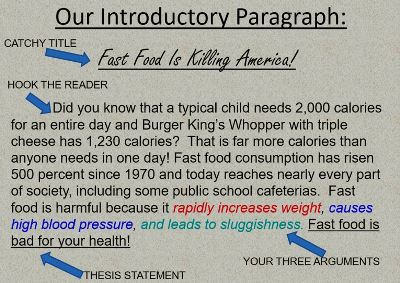 Our Introductory Paragraph:
CATCHY TITLE
Fast Food Is Killing America!
HOOK THE READER
Did you know that a typical child needs 2,000 calories
for an entire day and Burger King's Whopper with triple
cheese has 1,230 calories? That is far more calories than
anyone needs in one day! Fast food consumption has risen
500 percent since 1970 and today reaches nearly every part
of society, including some public school cafeterias. Fast
food is harmful because it rapidly increases weight, causes
high blood pressure, and leads to sluggishness. Fast food is
bad for your health!
YOUR THREE ARGUMENTS
THESIS STATEMENT